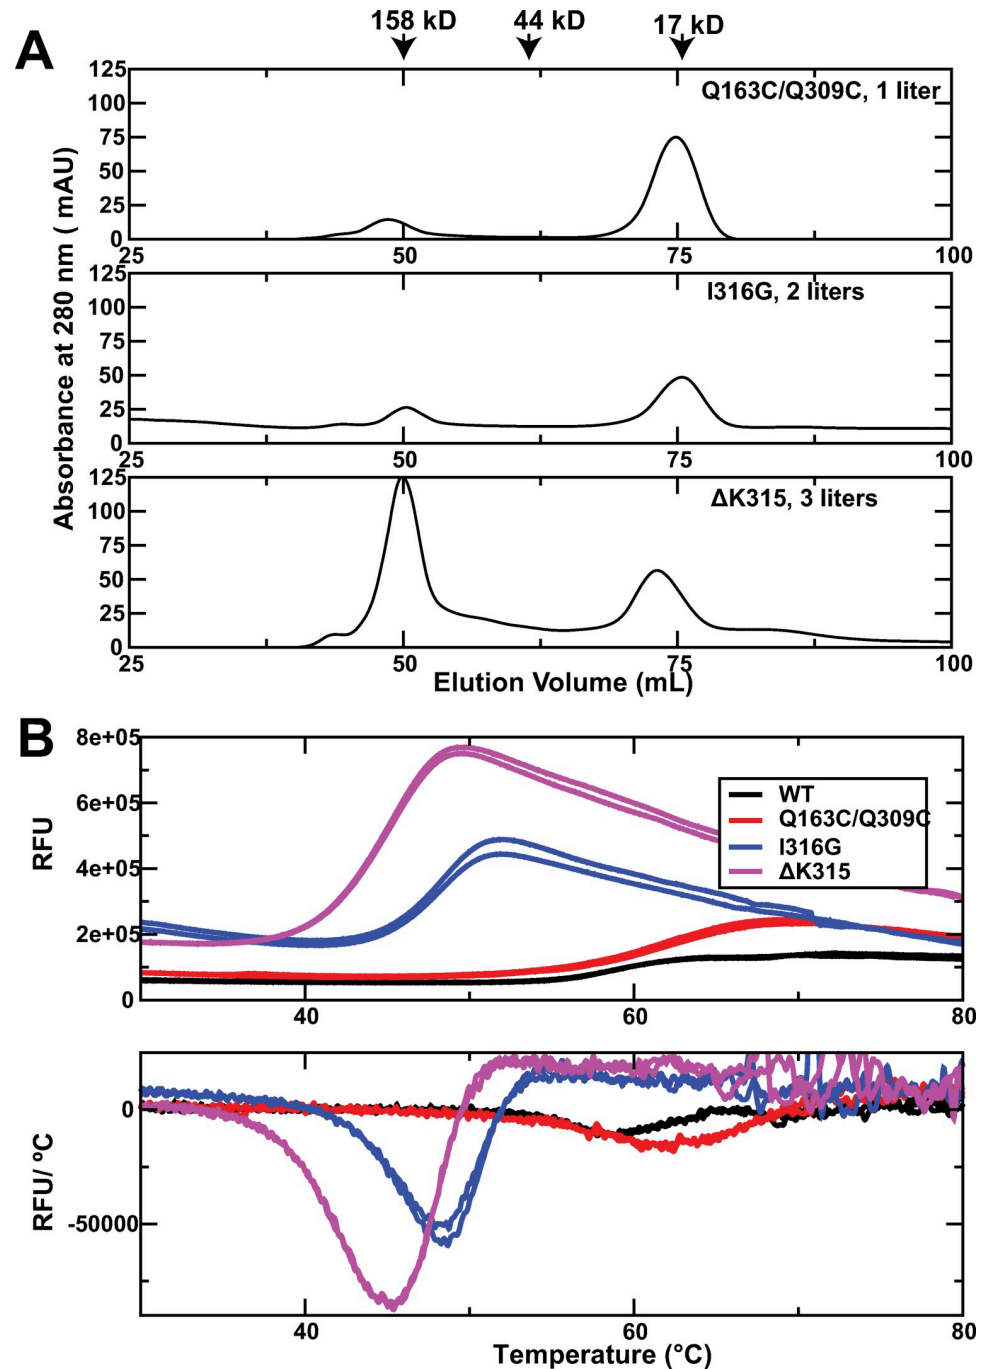 A
158 kD 44 kD 17 kD
Absorbance at 280 nm ( mAU)
125
100
75
50
25
0
Q163C/Q309C, 1 liter
25 50 75 100
125
100
75
50
25
0
I316G, 2 liters
25 50 75 100
125
100
75
50
25
0
ΔK315, 3 liters
25 50 75 100
Elution Volume (mL)
B
RFU
8e+05
6e+05
4e+05
2e+05
0
WT
Q163C/Q309C
I316G
ΔK315
40 60 80
RFU/ ºC
0
-50000
40 60 80
Temperature (°C)